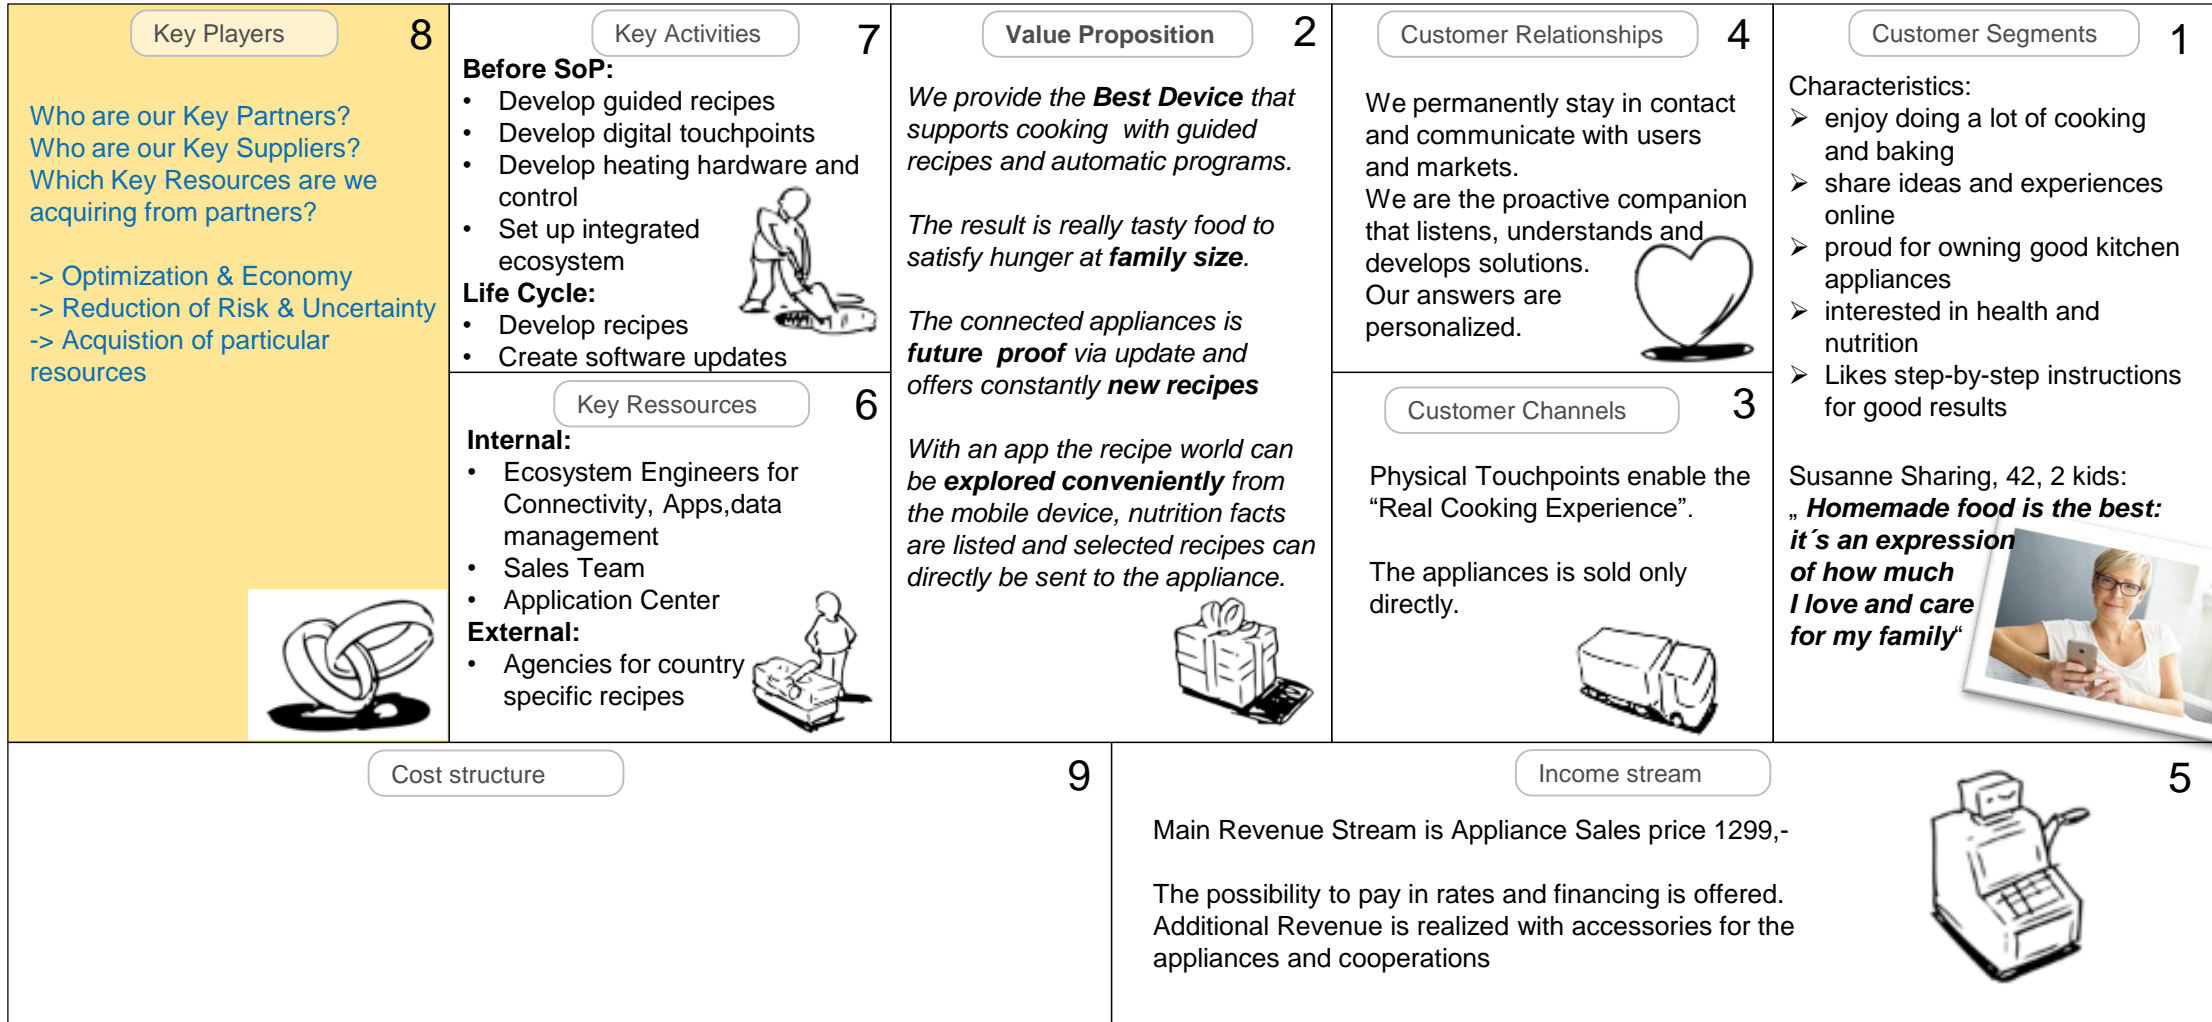 Key Players
8
Who are our Key Partners?
Who are our Key Suppliers?
Which Key Resources are we
acquiring from partners?
-> Optimization & Economy
-> Reduction of Risk & Uncertainty
-> Acquistion of particular
resources
Key Activities
7
Before SoP:
• Develop guided recipes
• Develop digital touchpoints
• Develop heating hardware and
control
• Set up integrated
ecosystem
Life Cycle:
• Develop recipes
• Create software updates
Key Ressources
6
Internal:
• Ecosystem Engineers for
Connectivity, Apps,data
management
• Sales Team
• Application Center
External:
• Agencies for country
specific recipes
Value Proposition
2
We provide the Best Device that
supports cooking with guided
recipes and automatic programs.
The result is really tasty food to
satisfy hunger at family size.
The connected appliances is
future proof via update and
offers constantly new recipes
With an app the recipe world can
be explored conveniently from
the mobile device, nutrition facts
are listed and selected recipes can
directly be sent to the appliance.
Customer Relationships
4
We permanently stay in contact
and communicate with users
and markets.
We are the proactive companion
that listens, understands and
develops solutions.
Our answers are
personalized.
Customer Channels
3
Physical Touchpoints enable the
“Real Cooking Experience”.
The appliances is sold only
directly.
Customer Segments
1
Characteristics:
➢ enjoy doing a lot of cooking
and baking
➢ share ideas and experiences
online
➢ proud for owning good kitchen
appliances
➢ interested in health and
nutrition
➢ Likes step-by-step instructions
for good results
Susanne Sharing, 42, 2 kids:
„ Homemade food is the best:
it´s an expression
of how much
I love and care
for my family“
Cost structure
9
Income stream
5
Main Revenue Stream is Appliance Sales price 1299,-
The possibility to pay in rates and financing is offered.
Additional Revenue is realized with accessories for the
appliances and cooperations